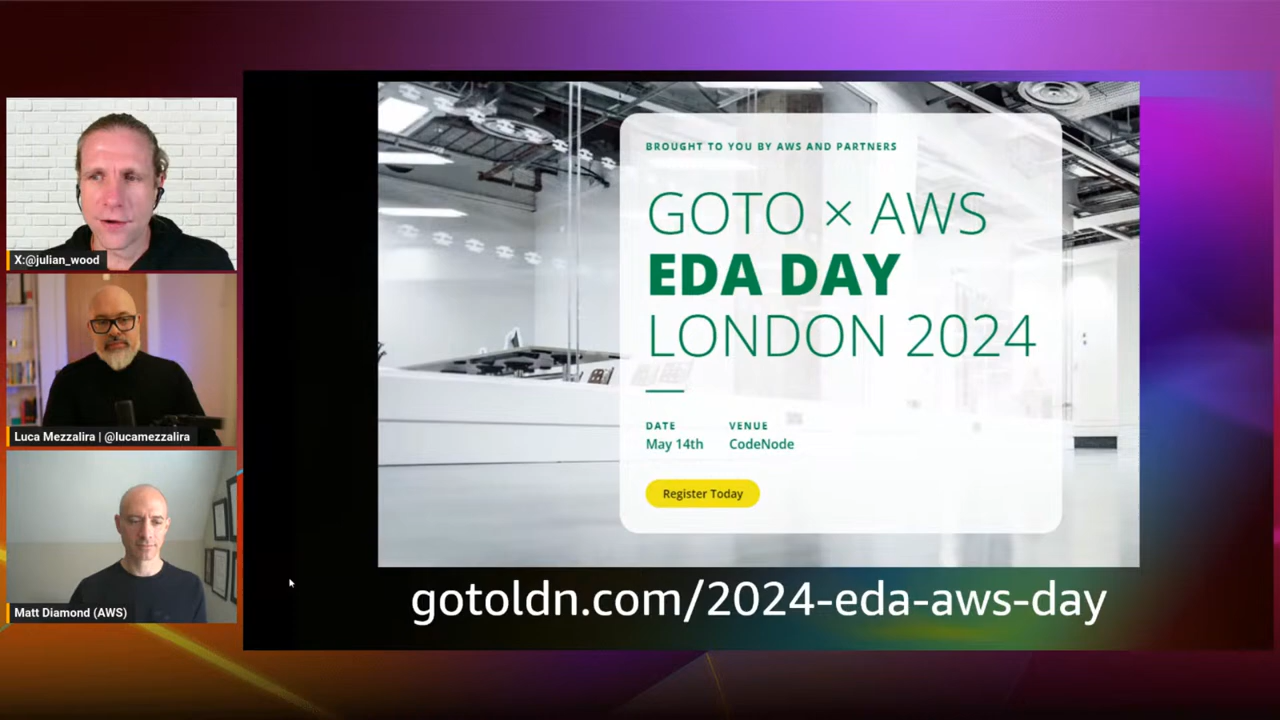 X:@julian_wood
Luca Mezzalira | @lucamezzalira
Matt Diamond (AWS)
BROUGHT TO YOU BY AWS AND PARTNERS
GOTO × AWS
EDA DAY
LONDON 2024
DATE VENUE
May 14th CodeNode
Register Today
gotoldn.com/2024-eda-aws-day